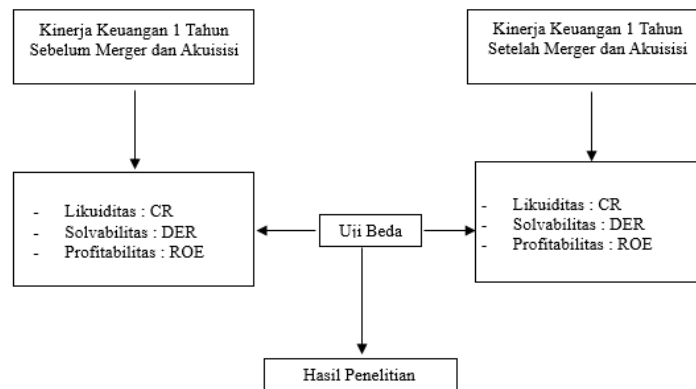 Kinerja Keuangan 1 Tahun
Sebelum Merger dan Akuisisi
Kinerja Keuangan 1 Tahun
Setelah Merger dan Akuisisi
- Likuiditas : CR
- Solvabilitas : DER
- Profitabilitas : ROE
Uji Beda
- Likuiditas : CR
- Solvabilitas : DER
- Profitabilitas : ROE
Hasil Penelitian